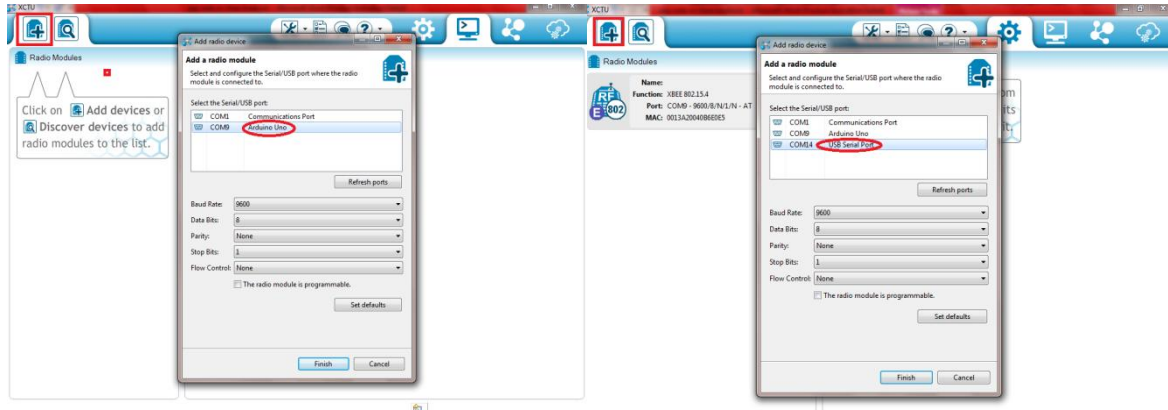 XCTU
Radio Modules
Click on Add devices or
Discover devices to add
radio modules to the list.
Add radio device
Add a radio module
Select and configure the Serial/USB port where the radio
module is connected to.
Select the Serial/USB port:
COM1 Communications Port
COM9 Arduino Uno
Refresh ports
Baud Rate: 9600
Data Bits: 8
Parity: None
Stop Bits: 1
Flow Control: None
The radio module is programmable.
Set defaults
Finish Cancel
XCTU
Radio Modules
Name:
Function: XBEE 802.15.4
Port: COM9 - 9600/8/N/1/N - AT
MAC: 0013A20040B6E0E5
RF
E 802
Add radio device
Add a radio module
Select and configure the Serial/USB port where the radio
module is connected to.
Select the Serial/USB port:
COM1 Communications Port
COM9 Arduino Uno
COM14 USB Serial Port
Refresh ports
Baud Rate: 9600
Data Bits: 8
Parity: None
Stop Bits: 1
Flow Control: None
The radio module is programmable.
Set defaults
Finish Cancel